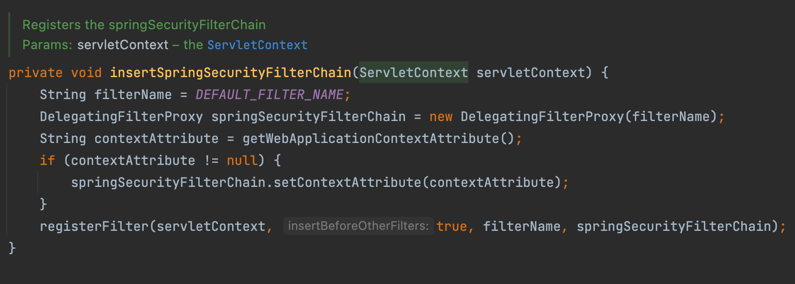 Registers the springSecurityFilterChain
Params: servletContext – the ServletContext
private void insertSpringSecurityFilterChain(ServletContext servletContext) {
String filterName = DEFAULT_FILTER_NAME;
DelegatingFilterProxy springSecurityFilterChain = new DelegatingFilterProxy(filterName);
String contextAttribute = getWebApplicationContextAttribute();
if (contextAttribute != null) {
springSecurityFilterChain.setContextAttribute(contextAttribute);
}
registerFilter(servletContext, insertBeforeOtherFilters: true, filterName, springSecurityFilterChain);
}